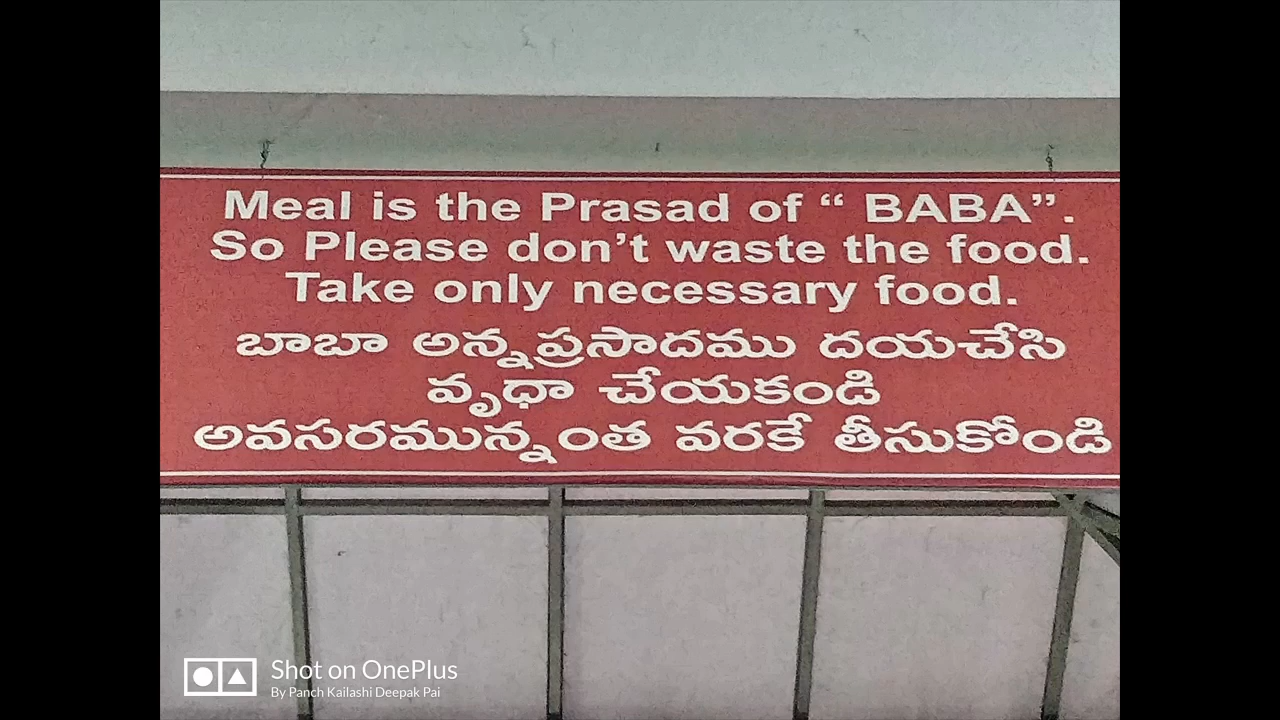 Meal is the Prasad of “ BABA”.
So Please don’t waste the food.
Take only necessary food.
బాబా అన్నప్రసాదము దయచేసి
వృధా చేయకండి
అవసరమున్నంత వరకే తీసుకోండి
Shot on OnePlus
By Panch Kailashi Deepak Pai